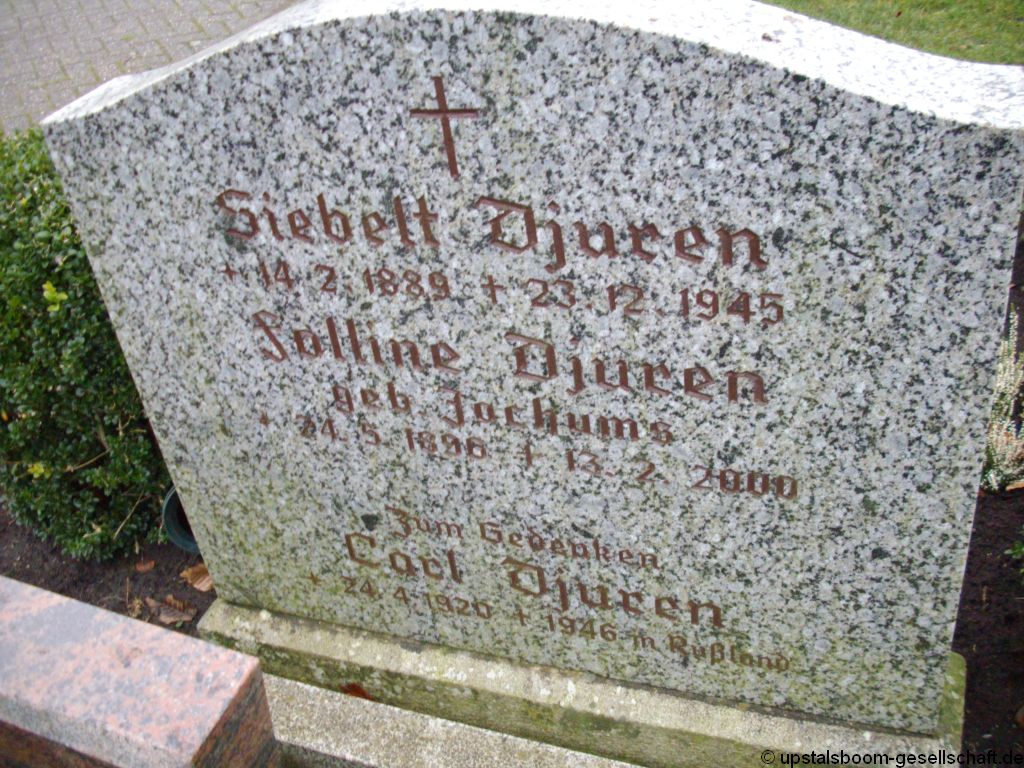 Siebelt Djuren
+ 14. 2. 1889 + 23. 12. 1945
Folline Djuren
geb. Jochums
+ 24. 5. 1896 + 13. 2. 2000
Zum Gedenken
Carl Djuren
+ 24. 4. 1920 + 1946 in Rußland
© upstalsboom-gesellschaft.de